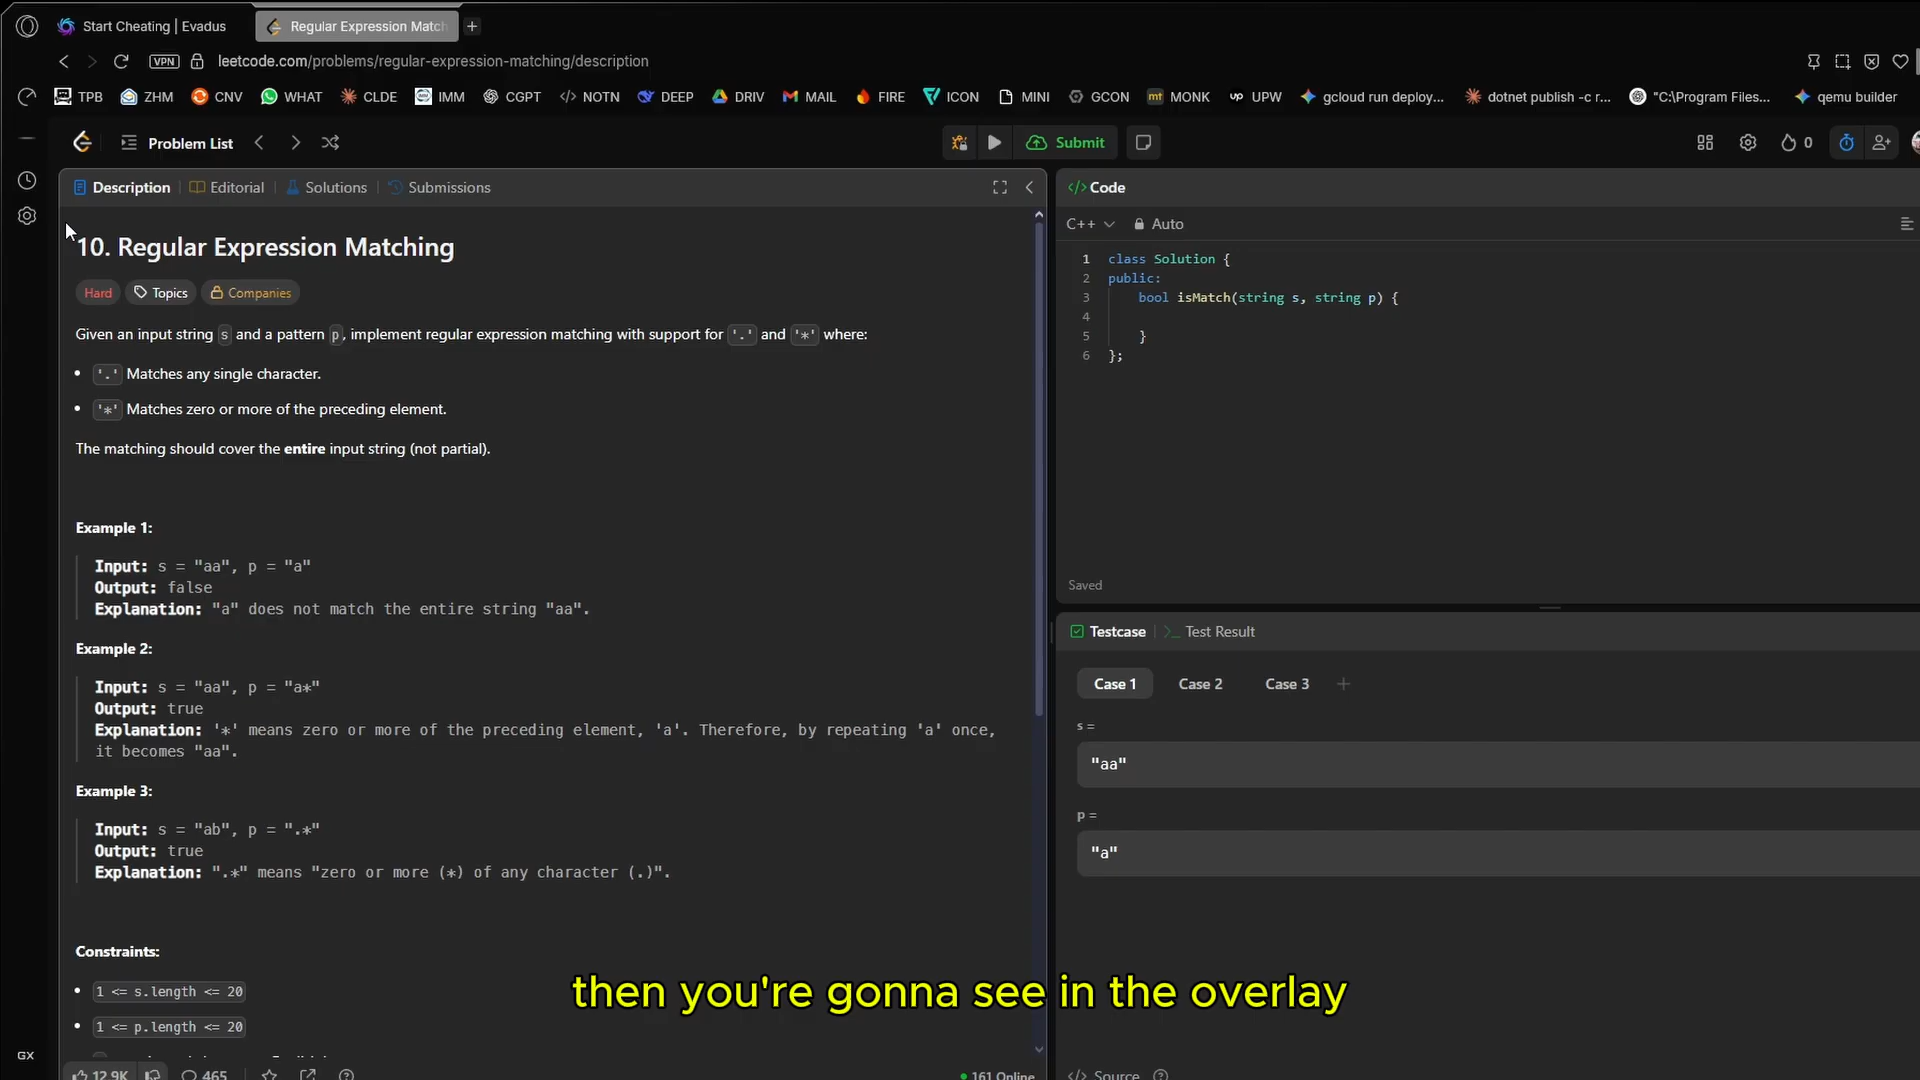 Start Cheating | Evadus
Regular Expression Match
VPN
leetcode.com/problems/regular-expression-matching/description
TPB ZHM CNV WHAT CLDE IMM CGPT NOTN DEEP DRIV MAIL FIRE ICON MINI GCON MONK UPW gcloud run deploy... dotnet publish -c r... "C:\Program Files... qemu builder
Problem List
Submit
0
Description Editorial Solutions Submissions
10. Regular Expression Matching
Hard Topics Companies
Given an input string s and a pattern p, implement regular expression matching with support for '.' and '*' where:
• '.' Matches any single character.
• '*' Matches zero or more of the preceding element.
The matching should cover the entire input string (not partial).
Example 1:
Input: s = "aa", p = "a"
Output: false
Explanation: "a" does not match the entire string "aa".
Example 2:
Input: s = "aa", p = "a*"
Output: true
Explanation: '*' means zero or more of the preceding element, 'a'. Therefore, by repeating 'a' once,
it becomes "aa".
Example 3:
Input: s = "ab", p = ".*"
Output: true
Explanation: ".*" means "zero or more (*) of any character (.)".
Constraints:
• 1 <= s.length <= 20
• 1 <= p.length <= 20
12.9K 465
161 Online
GX
</> Code
C++ Auto
1 class Solution {
2 public:
3 bool isMatch(string s, string p) {
4
5 }
6 };
Saved
Testcase >_ Test Result
Case 1 Case 2 Case 3 +
s =
"aa"
p =
"a"
</> Source
then you're gonna see in the overlay